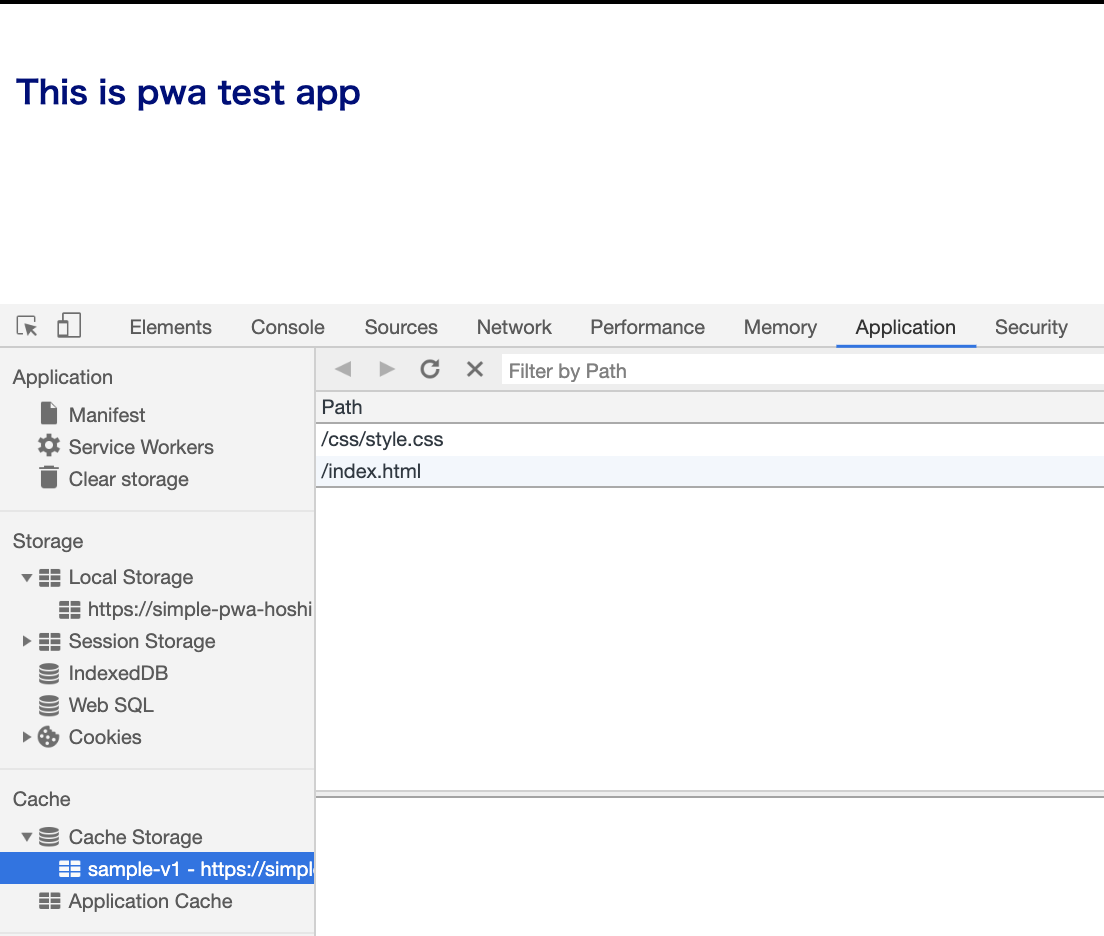 This is pwa test app
Elements Console Sources Network Performance Memory Application Security
Application
Manifest
Service Workers
Clear storage
Storage
Local Storage
https://simple-pwa-hoshi
Session Storage
IndexedDB
Web SQL
Cookies
Cache
Cache Storage
sample-v1 - https://simpl
Application Cache
Filter by Path
Path
/css/style.css
/index.html